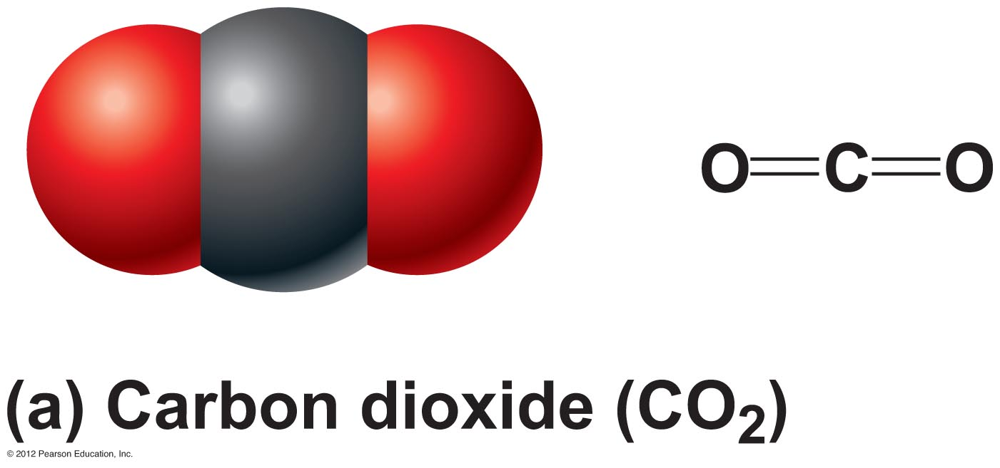 O=C=O
(a) Carbon dioxide (CO₂)
© 2012 Pearson Education, Inc.